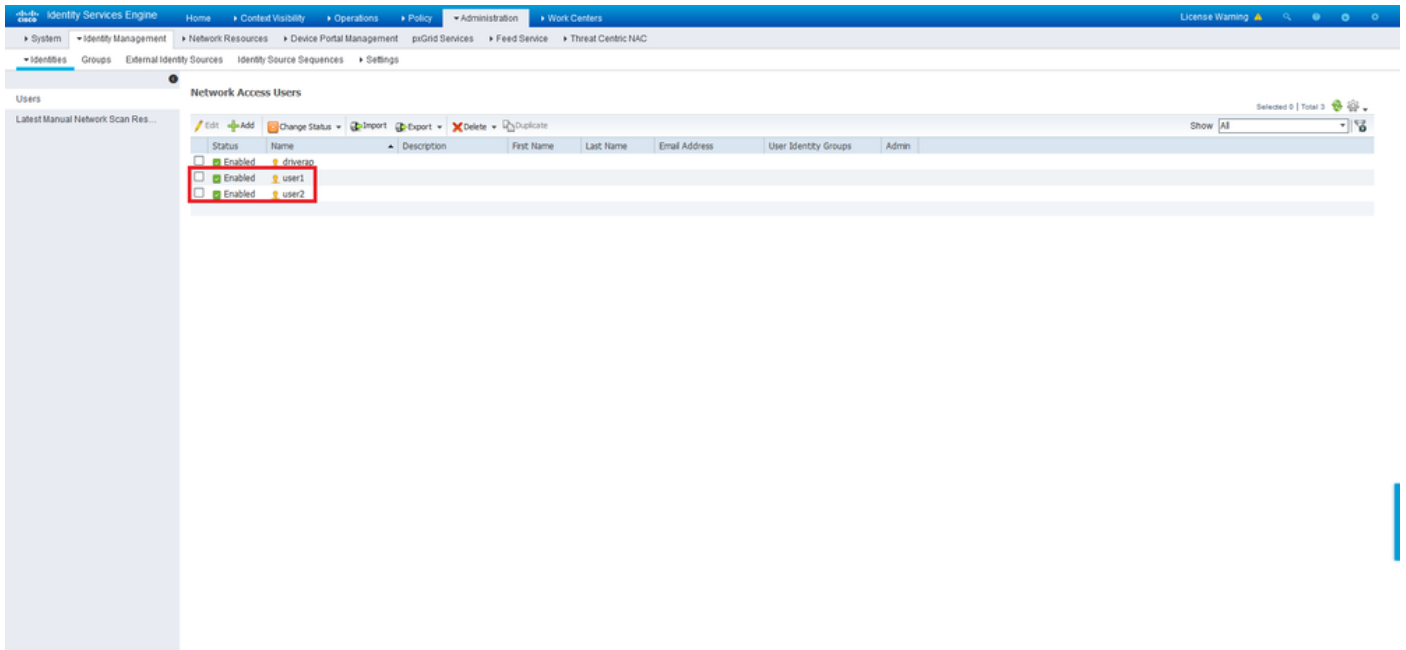 cisco Identity Services Engine Home Context Visibility Operations Policy Administration Work Centers License Warning
System Identity Management Network Resources Device Portal Management pxGrid Services Feed Service Threat Centric NAC
Identities Groups External Identity Sources Identity Source Sequences Settings
Users
Latest Manual Network Scan Res...
Network Access Users
Selected 0 | Total 3
Edit Add Change Status Import Export Delete Duplicate Show All
Status Name Description First Name Last Name Email Address User Identity Groups Admin
Enabled driverap
Enabled user1
Enabled user2